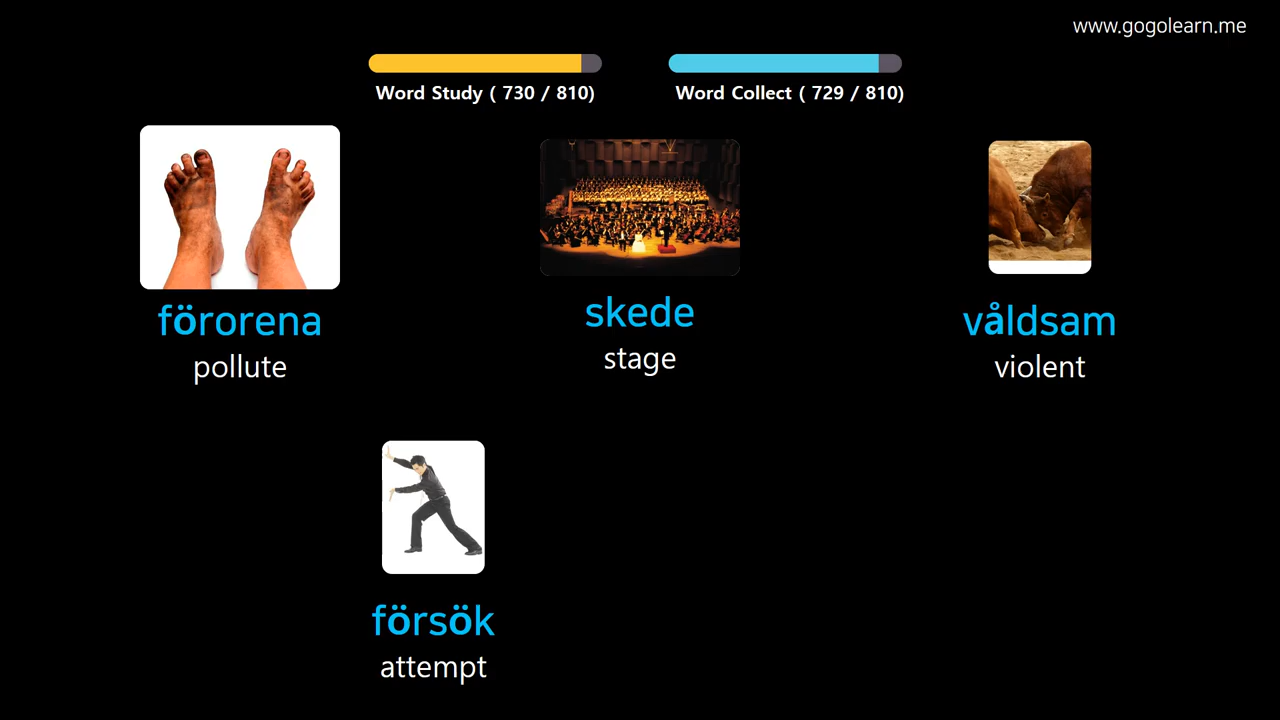 www.gogolearn.me
Word Study ( 730 / 810)
Word Collect ( 729 / 810)
förorena
pollute
skede
stage
våldsam
violent
försök
attempt